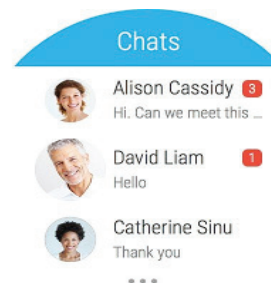 Chats
Alison Cassidy 3
Hi. Can we meet this ...
David Liam 1
Hello
Catherine Sinu
Thank you